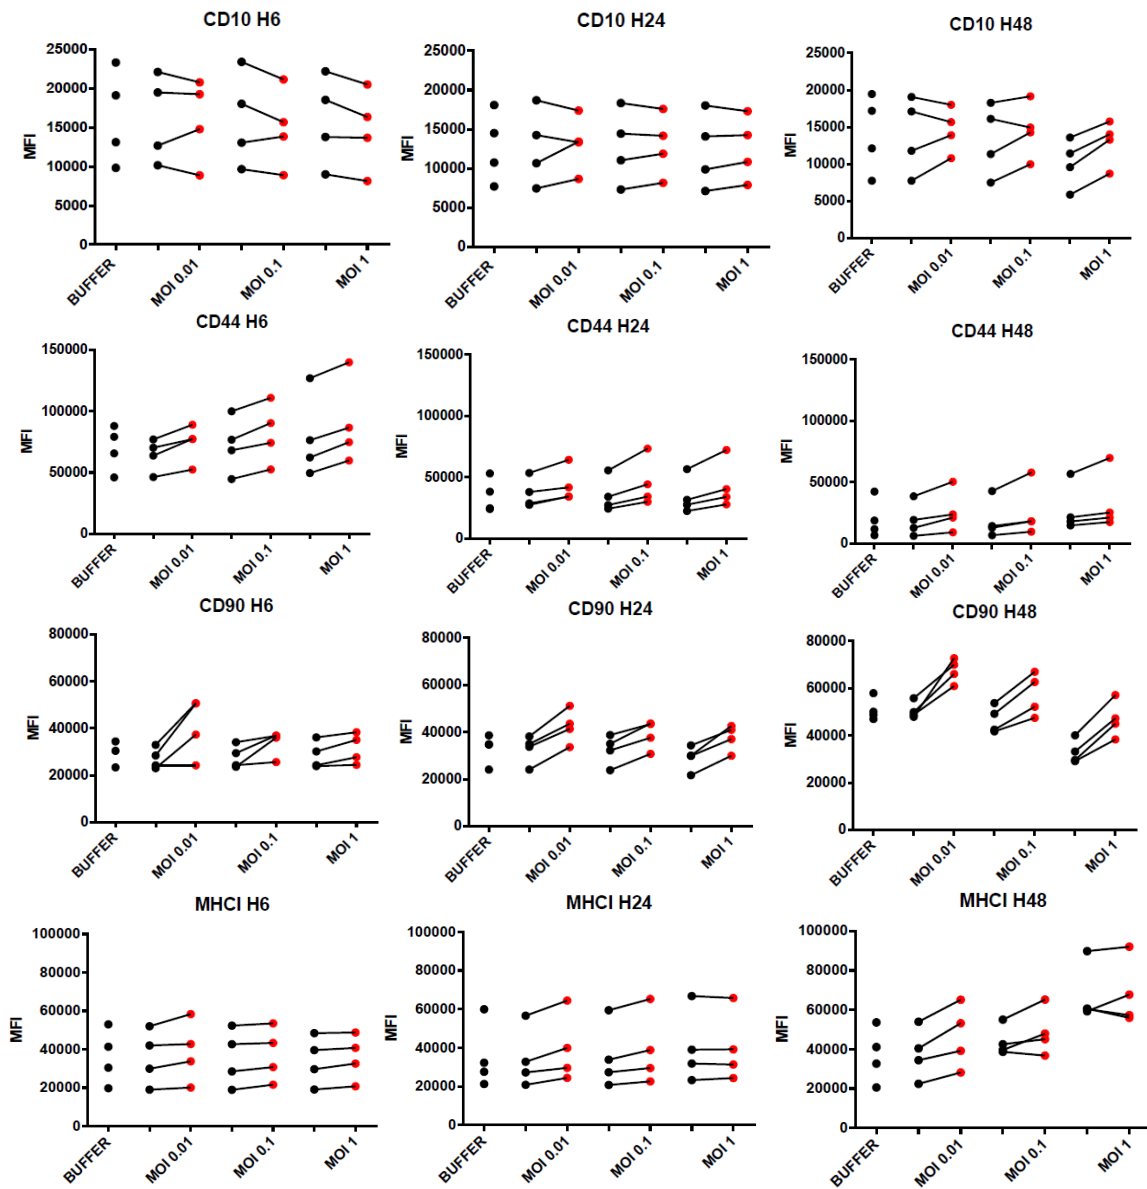 CD10 H6
MFI
25000
20000
15000
10000
5000
0
BUFFER
MOI 0.01
MOI 0.1
MOI 1
CD10 H24
MFI
25000
20000
15000
10000
5000
0
BUFFER
MOI 0.01
MOI 0.1
MOI 1
CD10 H48
MFI
25000
20000
15000
10000
5000
0
BUFFER
MOI 0.01
MOI 0.1
MOI 1
CD44 H6
MFI
150000
100000
50000
0
BUFFER
MOI 0.01
MOI 0.1
MOI 1
CD44 H24
MFI
150000
100000
50000
0
BUFFER
MOI 0.01
MOI 0.1
MOI 1
CD44 H48
MFI
150000
100000
50000
0
BUFFER
MOI 0.01
MOI 0.1
MOI 1
CD90 H6
MFI
80000
60000
40000
20000
0
BUFFER
MOI 0.01
MOI 0.1
MOI 1
CD90 H24
MFI
80000
60000
40000
20000
0
BUFFER
MOI 0.01
MOI 0.1
MOI 1
CD90 H48
MFI
80000
60000
40000
20000
0
BUFFER
MOI 0.01
MOI 0.1
MOI 1
MHCI H6
MFI
100000
80000
60000
40000
20000
0
BUFFER
MOI 0.01
MOI 0.1
MOI 1
MHCI H24
MFI
100000
80000
60000
40000
20000
0
BUFFER
MOI 0.01
MOI 0.1
MOI 1
MHCI H48
MFI
100000
80000
60000
40000
20000
0
BUFFER
MOI 0.01
MOI 0.1
MOI 1